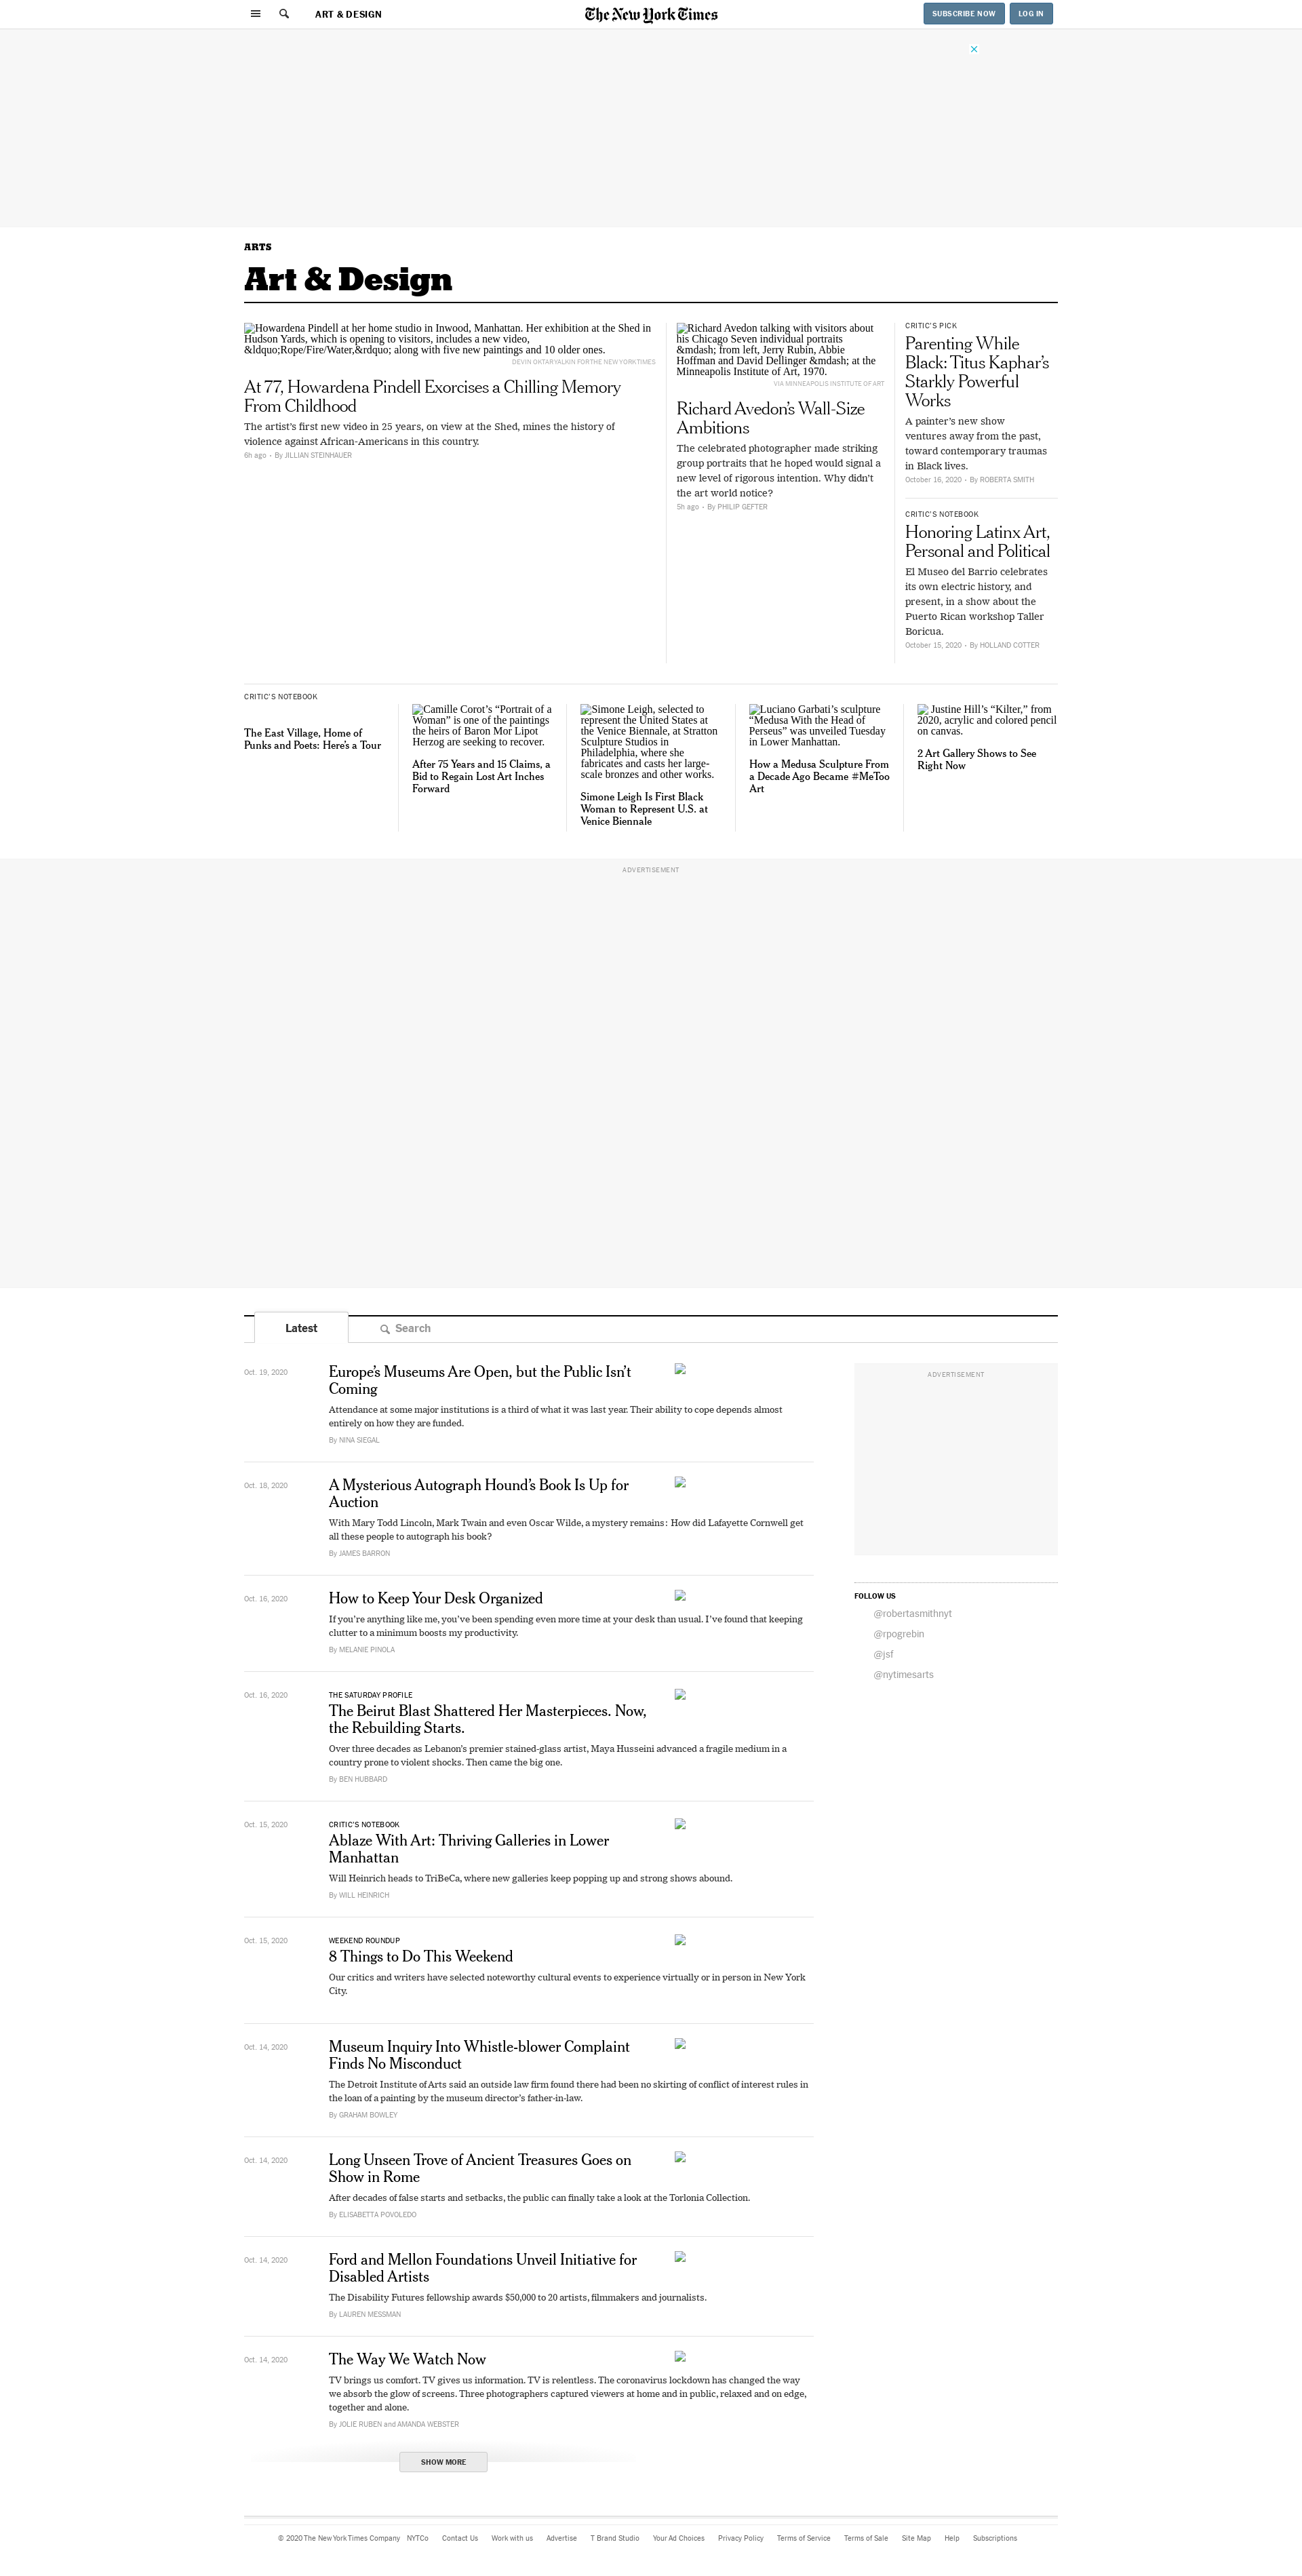 ART & DESIGN
The New York Times
SUBSCRIBE NOW
LOG IN
ARTS
Art & Design
Howardena Pindell at her home studio in Inwood, Manhattan. Her exhibition at the Shed in
Hudson Yards, which is opening to visitors, includes a new video,
&ldquo;Rope/Fire/Water,&rdquo; along with five new paintings and 10 older ones.
DEVIN OKTAR YALKIN FOR THE NEW YORK TIMES
At 77, Howardena Pindell Exorcises a Chilling Memory
From Childhood
The artist's first new video in 25 years, on view at the Shed, mines the history of
violence against African-Americans in this country.
6h ago • By JILLIAN STEINHAUER
Richard Avedon talking with visitors about
his Chicago Seven individual portraits
&mdash; from left, Jerry Rubin, Abbie
Hoffman and David Dellinger &mdash; at the
Minneapolis Institute of Art, 1970.
VIA MINNEAPOLIS INSTITUTE OF ART
Richard Avedon's Wall-Size
Ambitions
The celebrated photographer made striking
group portraits that he hoped would signal a
new level of rigorous intention. Why didn't
the art world notice?
5h ago • By PHILIP GEFTER
CRITIC'S PICK
Parenting While
Black: Titus Kaphar's
Starkly Powerful
Works
A painter's new show
ventures away from the past,
toward contemporary traumas
in Black lives.
October 16, 2020 • By ROBERTA SMITH
CRITIC'S NOTEBOOK
Honoring Latinx Art,
Personal and Political
El Museo del Barrio celebrates
its own electric history, and
present, in a show about the
Puerto Rican workshop Taller
Boricua.
October 15, 2020 • By HOLLAND COTTER
CRITIC'S NOTEBOOK
The East Village, Home of
Punks and Poets: Here's a Tour
Camille Corot's “Portrait of a
Woman” is one of the paintings
the heirs of Baron Mor Lipot
Herzog are seeking to recover.
After 75 Years and 15 Claims, a
Bid to Regain Lost Art Inches
Forward
Simone Leigh, selected to
represent the United States at
the Venice Biennale, at Stratton
Sculpture Studios in
Philadelphia, where she
fabricates and casts her large-
scale bronzes and other works.
Simone Leigh Is First Black
Woman to Represent U.S. at
Venice Biennale
Luciano Garbati's sculpture
“Medusa With the Head of
Perseus” was unveiled Tuesday
in Lower Manhattan.
How a Medusa Sculpture From
a Decade Ago Became #MeToo
Art
Justine Hill's “Kilter,” from
2020, acrylic and colored pencil
on canvas.
2 Art Gallery Shows to See
Right Now
ADVERTISEMENT
Latest
Search
Oct. 19, 2020
Europe's Museums Are Open, but the Public Isn't
Coming
Attendance at some major institutions is a third of what it was last year. Their ability to cope depends almost
entirely on how they are funded.
By NINA SIEGAL
Oct. 18, 2020
A Mysterious Autograph Hound's Book Is Up for
Auction
With Mary Todd Lincoln, Mark Twain and even Oscar Wilde, a mystery remains: How did Lafayette Cornwell get
all these people to autograph his book?
By JAMES BARRON
Oct. 16, 2020
How to Keep Your Desk Organized
If you're anything like me, you've been spending even more time at your desk than usual. I've found that keeping
clutter to a minimum boosts my productivity.
By MELANIE PINOLA
Oct. 16, 2020
THE SATURDAY PROFILE
The Beirut Blast Shattered Her Masterpieces. Now,
the Rebuilding Starts.
Over three decades as Lebanon's premier stained-glass artist, Maya Husseini advanced a fragile medium in a
country prone to violent shocks. Then came the big one.
By BEN HUBBARD
Oct. 15, 2020
CRITIC'S NOTEBOOK
Ablaze With Art: Thriving Galleries in Lower
Manhattan
Will Heinrich heads to TriBeCa, where new galleries keep popping up and strong shows abound.
By WILL HEINRICH
Oct. 15, 2020
WEEKEND ROUNDUP
8 Things to Do This Weekend
Our critics and writers have selected noteworthy cultural events to experience virtually or in person in New York
City.
Oct. 14, 2020
Museum Inquiry Into Whistle-blower Complaint
Finds No Misconduct
The Detroit Institute of Arts said an outside law firm found there had been no skirting of conflict of interest rules in
the loan of a painting by the museum director's father-in-law.
By GRAHAM BOWLEY
Oct. 14, 2020
Long Unseen Trove of Ancient Treasures Goes on
Show in Rome
After decades of false starts and setbacks, the public can finally take a look at the Torlonia Collection.
By ELISABETTA POVOLEDO
Oct. 14, 2020
Ford and Mellon Foundations Unveil Initiative for
Disabled Artists
The Disability Futures fellowship awards $50,000 to 20 artists, filmmakers and journalists.
By LAUREN MESSMAN
Oct. 14, 2020
The Way We Watch Now
TV brings us comfort. TV gives us information. TV is relentless. The coronavirus lockdown has changed the way
we absorb the glow of screens. Three photographers captured viewers at home and in public, relaxed and on edge,
together and alone.
By JOLIE RUBEN and AMANDA WEBSTER
SHOW MORE
ADVERTISEMENT
FOLLOW US
@robertasmithnyt
@rpogrebin
@jsf
@nytimesarts
© 2020 The New York Times Company NYTCo Contact Us Work with us Advertise T Brand Studio Your Ad Choices Privacy Policy Terms of Service Terms of Sale Site Map Help Subscriptions